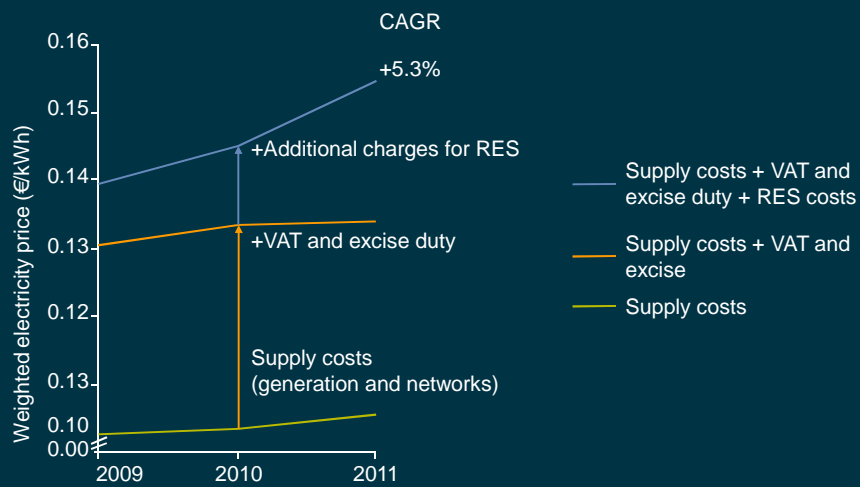 CAGR
+5.3%
Weighted electricity price (€/kWh)
0.16
0.15
0.14
0.13
0.12
0.13
0.10
0.00
+Additional charges for RES
+VAT and excise duty
Supply costs
(generation and networks)
2009
2010
2011
Supply costs + VAT and
excise duty + RES costs
Supply costs + VAT and
excise
Supply costs